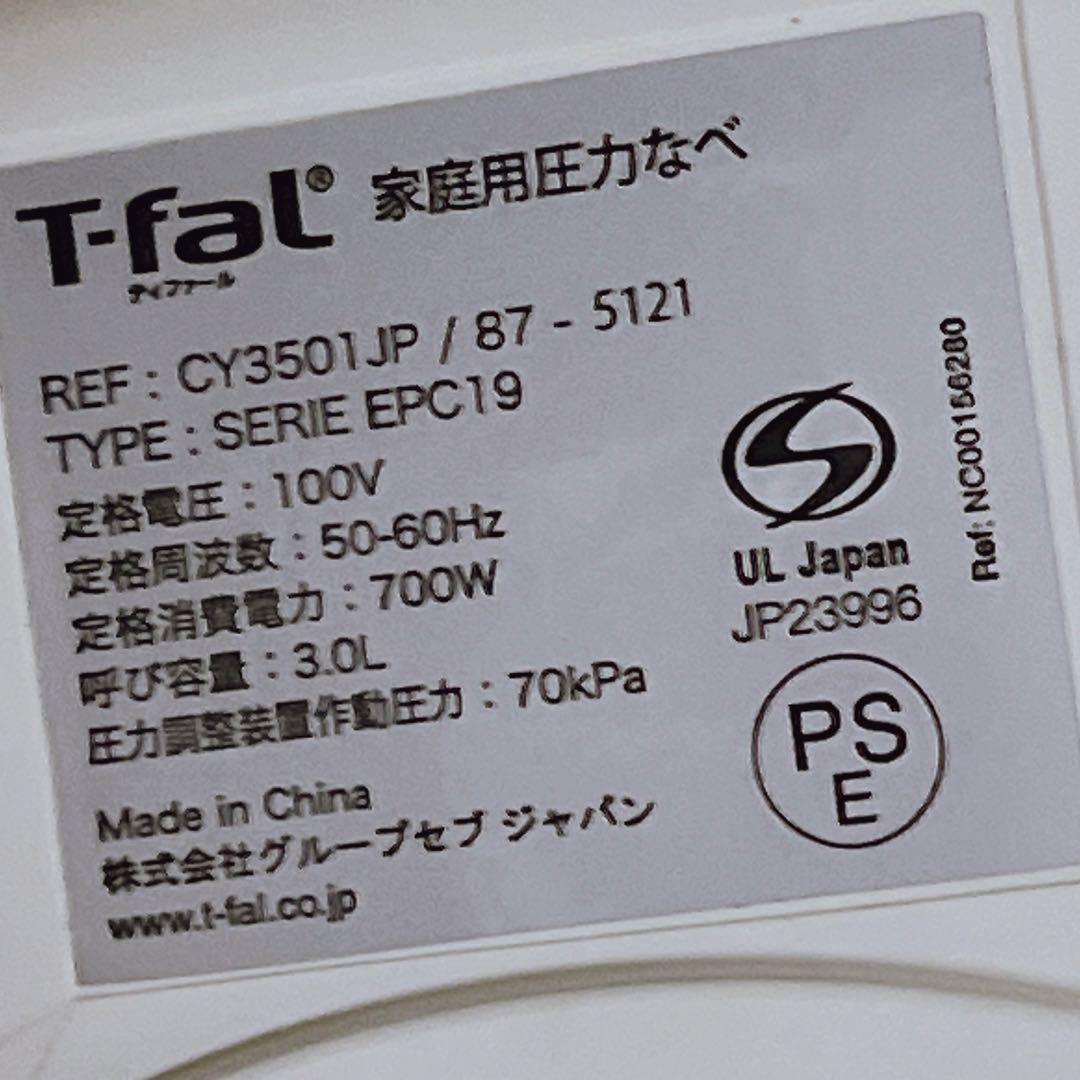 T-fal® 家庭用圧力なべ
ティファール
REF : CY3501JP / 87 - 5121
TYPE : SERIE EPC19
定格電圧 : 100V
定格周波数 : 50-60Hz
定格消費電力 : 700W
呼び容量 : 3.0L
圧力調整装置作動圧力 : 70kPa
Made in China
株式会社グループセブ ジャパン
www.t-fal.co.jp
S
UL Japan
JP23996
PS
E
Ref: NC00156280